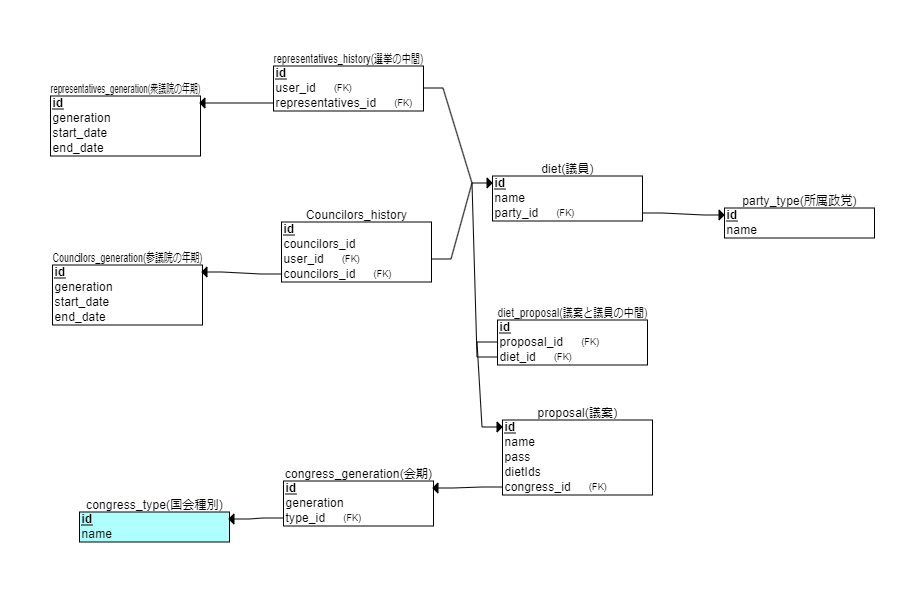 representatives_history(選挙の中間)
id
user_id (FK)
representatives_id (FK)
representatives_generation(衆議院の年期)
id
generation
start_date
end_date
diet(議員)
id
name
party_id (FK)
party_type(所属政党)
id
name
Councilors_history
id
councilors_id
user_id (FK)
councilors_id (FK)
Councilors_generation(参議院の年期)
id
generation
start_date
end_date
diet_proposal(議案と議員の中間)
id
proposal_id (FK)
diet_id (FK)
proposal(議案)
id
name
pass
dietIds
congress_id (FK)
congress_generation(会期)
id
generation
type_id (FK)
congress_type(国会種別)
id
name